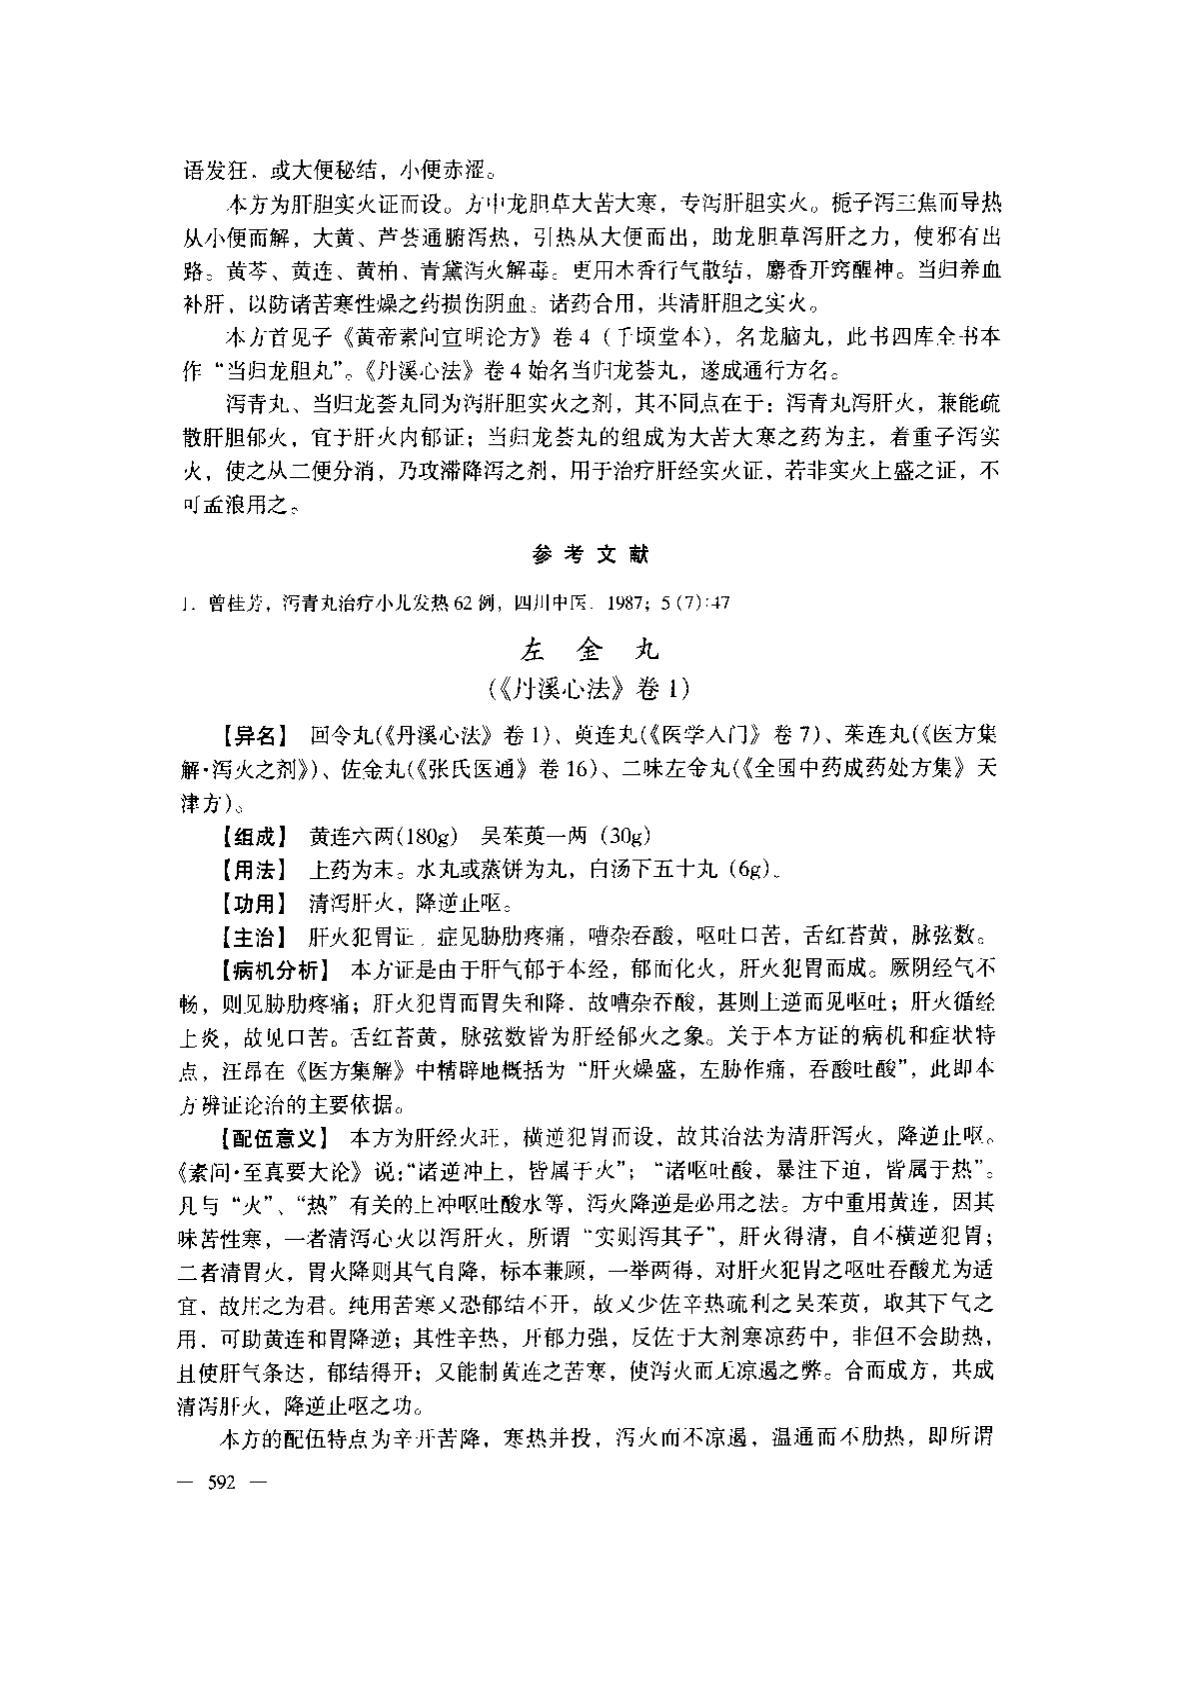 语发狂，或大便秘结，小便赤涩。
本方为肝胆实火证而设。方中龙胆草大苦大寒，专泻肝胆实火。栀子泻三焦而导热
从小便而解，大黄、芦荟通腑泻热，引热从大便而出，助龙胆草泻肝之力，使邪有出
路。黄芩、黄连、黄柏、青黛泻火解毒。更用木香行气散结，麝香开窍醒神。当归养血
补肝，以防诸苦寒性燥之药损伤阴血。诸药合用，共清肝胆之实火。
本方首见于《黄帝素问宣明论方》卷 4（千顷堂本），名龙脑丸，此书四库全书本
作“当归龙胆丸”。《丹溪心法》卷 4 始名当归龙荟丸，遂成通行方名。
泻青丸、当归龙荟丸同为泻肝胆实火之剂，其不同点在于：泻青丸泻肝火，兼能疏
散肝胆郁火，宜于肝火内郁证；当归龙荟丸的组成为大苦大寒之药为主，着重于泻实
火，使之从二便分消，乃攻滞降泻之剂，用于治疗肝经实火证，若非实火上盛之证，不
可孟浪用之。
参 考 文 献
1．曾桂芳，泻青丸治疗小儿发热 62 例，四川中医．1987；5（7）：47
左 金 丸
（《丹溪心法》卷 1）
【异名】 回令丸（《丹溪心法》卷 1）、萸连丸（《医学入门》卷 7）、茱连丸（《医方集
解·泻火之剂》）、佐金丸（《张氏医通》卷 16）、二味左金丸（《全国中药成药处方集》天
津方）。
【组成】 黄连六两（180g） 吴茱萸一两（30g）
【用法】 上药为末。水丸或蒸饼为丸，白汤下五十丸（6g）。
【功用】 清泻肝火，降逆止呕。
【主治】 肝火犯胃证．症见胁肋疼痛，嘈杂吞酸，呕吐口苦，舌红苔黄，脉弦数。
【病机分析】 本方证是由于肝气郁于本经，郁而化火，肝火犯胃而成。厥阴经气不
畅，则见胁肋疼痛；肝火犯胃而胃失和降，故嘈杂吞酸，甚则上逆而见呕吐；肝火循经
上炎，故见口苦。舌红苔黄，脉弦数皆为肝经郁火之象。关于本方证的病机和症状特
点，汪昂在《医方集解》中精辟地概括为“肝火燥盛，左胁作痛，吞酸吐酸”，此即本
方辨证论治的主要依据。
【配伍意义】 本方为肝经火旺，横逆犯胃而设，故其治法为清肝泻火，降逆止呕。
《素问·至真要大论》说：“诸逆冲上，皆属于火”；“诸呕吐酸，暴注下迫，皆属于热”。
凡与“火”、“热”有关的上冲呕吐酸水等，泻火降逆是必用之法。方中重用黄连，因其
味苦性寒，一者清泻心火以泻肝火，所谓“实则泻其子”，肝火得清，自不横逆犯胃；
二者清胃火，胃火降则其气自降，标本兼顾，一举两得，对肝火犯胃之呕吐吞酸尤为适
宜，故用之为君。纯用苦寒又恐郁结不开，故又少佐辛热疏利之吴茱萸，取其下气之
用，可助黄连和胃降逆；其性辛热，开郁力强，反佐于大剂寒凉药中，非但不会助热，
且使肝气条达，郁结得开；又能制黄连之苦寒，使泻火而无凉遏之弊。合而成方，共成
清泻肝火，降逆止呕之功。
本方的配伍特点为辛开苦降，寒热并投，泻火而不凉遏，温通而不助热，即所谓
— 592 —